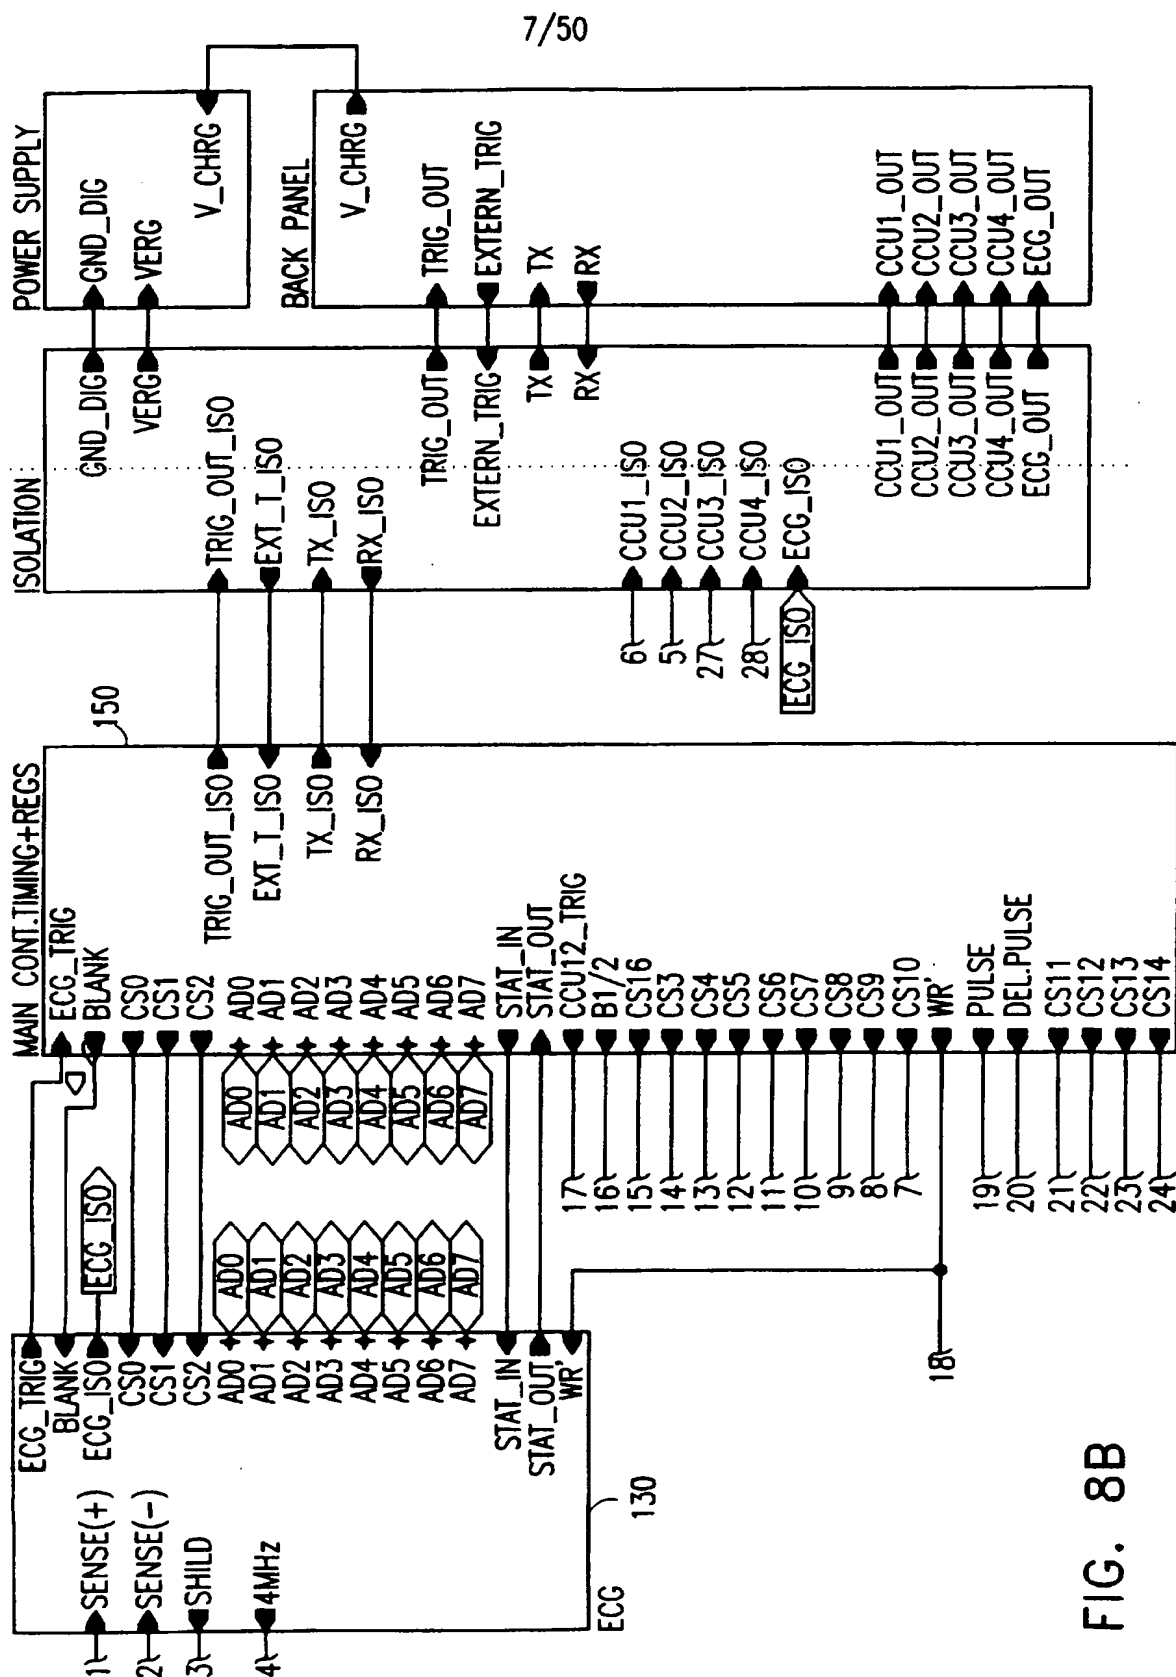 7/50
POWER SUPPLY
GND_DIG
VERG
V_CHRG
BACK PANEL
V_CHRG
TRIG_OUT
EXTERN_TRIG
TX
RX
CCU1_OUT
CCU2_OUT
CCU3_OUT
CCU4_OUT
ECG_OUT
ISOLATION
GND_DIG
VERG
TRIG_OUT_ISO
EXT_T_ISO
TX_ISO
RX_ISO
TRIG_OUT
EXTERN_TRIG
TX
RX
6 CCU1_ISO
5 CCU2_ISO
27 CCU3_ISO
28 CCU4_ISO
ECG_ISO ECG_ISO
CCU1_OUT
CCU2_OUT
CCU3_OUT
CCU4_OUT
ECG_OUT
150
MAIN CONT.TIMING+REGS
ECG_TRIG
BLANK
CS0
CS1
CS2
TRIG_OUT_ISO
EXT_T_ISO
TX_ISO
RX_ISO
AD0 AD0
AD1 AD1
AD2 AD2
AD3 AD3
AD4 AD4
AD5 AD5
AD6 AD6
AD7 AD7
STAT_IN
STAT_OUT
17 CCU12_TRIG
16 B1/2
15 CS16
14 CS3
13 CS4
12 CS5
11 CS6
10 CS7
9 CS8
8 CS9
7 CS10
18 WR'
19 PULSE
20 DEL.PULSE
21 CS11
22 CS12
23 CS13
24 CS14
ECG_TRIG
BLANK
ECG_ISO ECG_ISO
CS0
CS1
CS2
AD0 AD0
AD1 AD1
AD2 AD2
AD3 AD3
AD4 AD4
AD5 AD5
AD6 AD6
AD7 AD7
STAT_IN
STAT_OUT
WR'
1 SENSE(+)
2 SENSE(-)
3 SHILD
4 4MHz
ECG
130
FIG. 8B